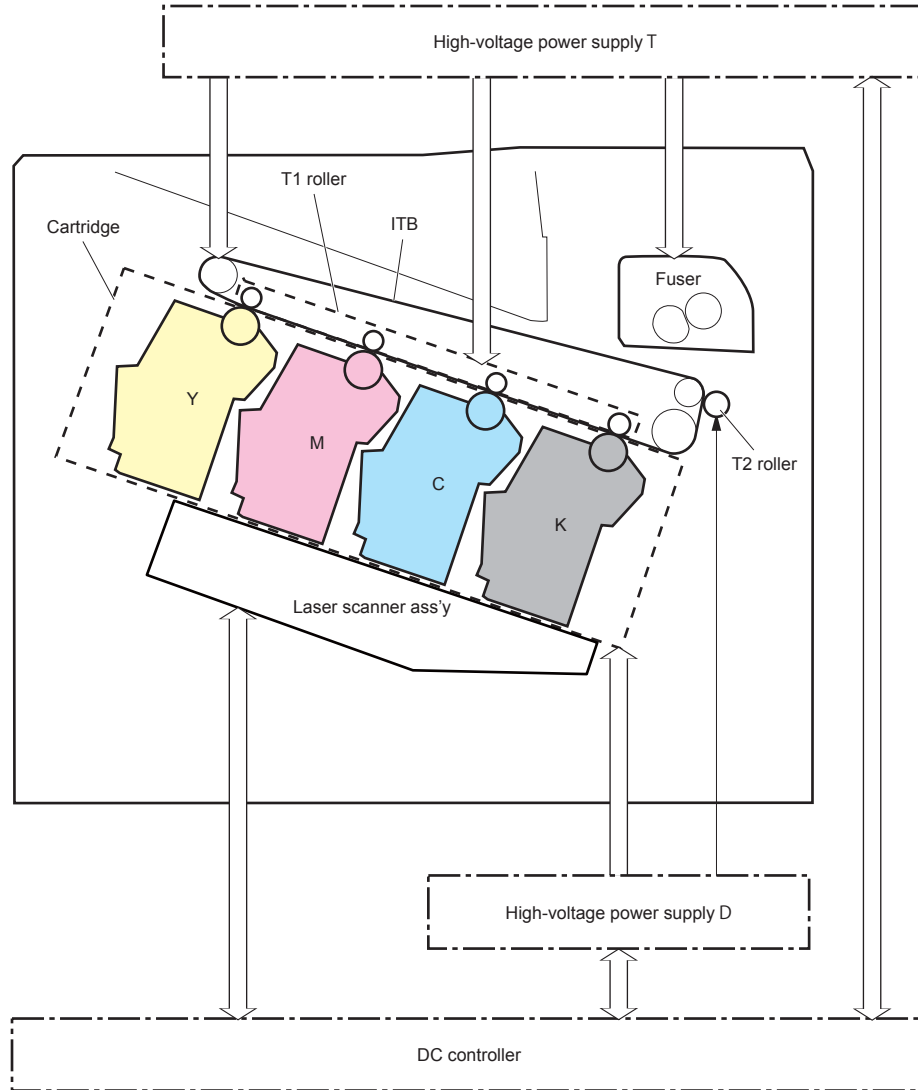 High-voltage power supply T
T1 roller
ITB
Cartridge
Fuser
Y
M
C
K
T2 roller
Laser scanner ass'y
High-voltage power supply D
DC controller